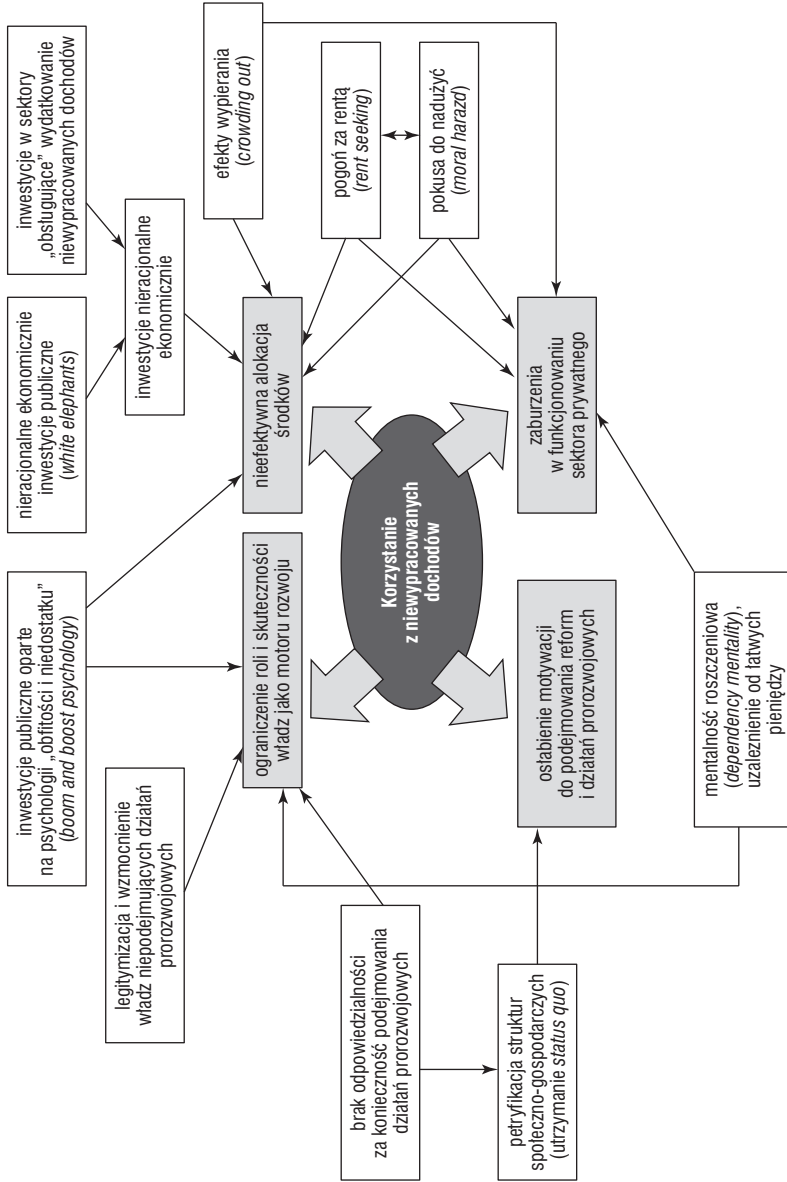 inwestycje publiczne oparte
na psychologii „obfitości i niedostatku”
(boom and boost psychology)
nieracjonalne ekonomicznie
inwestycje publiczne
(white elephants)
inwestycje w sektory
„obsługujące” wydatkowanie
niewypracowanych dochodów
legitymizacja i wzmocnienie
władz niepodejmujących działań
prorozwojowych
inwestycje nieracjonalne
ekonomicznie
efekty wypierania
(crowding out)
ograniczenie roli i skuteczności
władz jako motoru rozwoju
nieefektywna alokacja
środków
pogoń za rentą
(rent seeking)
brak odpowiedzialności
za konieczność podejmowania
działań prorozwojowych
Korzystanie
z niewypracowanych
dochodów
pokusa do nadużyć
(moral harazd)
petryfikacja struktur
społeczno-gospodarczych
(utrzymanie status quo)
osłabienie motywacji
do podejmowania reform
i działań prorozwojowych
zaburzenia
w funkcjonowaniu
sektora prywatnego
mentalność roszczeniowa
(dependency mentality),
uzaleznienie od łatwych
pieniędzy